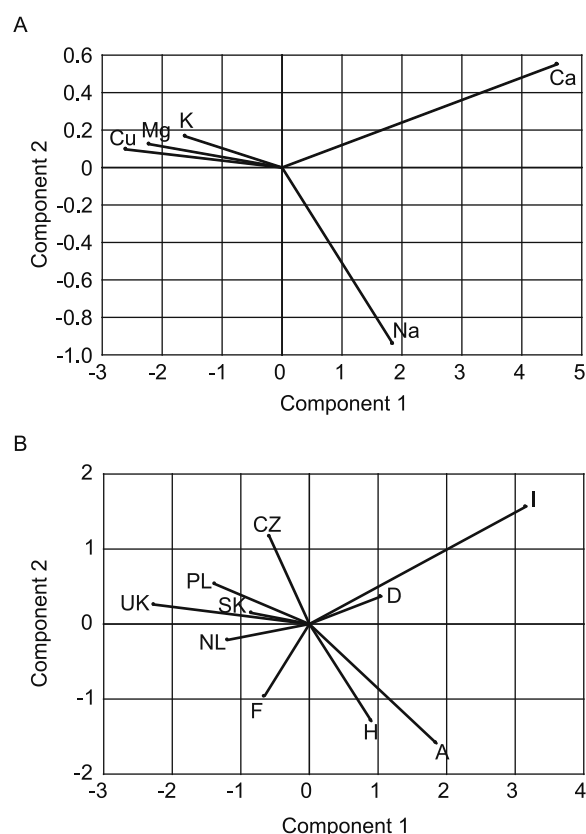 A
0.6
0.4
0.2
0
-0.2
-0.4
-0.6
-0.8
-1.0
Component 2
Ca
K
Mg
Cu
Na
-3 -2 -1 0 1 2 3 4 5
Component 1
B
2
1
0
-1
-2
Component 2
I
CZ
PL
D
SK
UK
NL
F
H
A
-3 -2 -1 0 1 2 3 4
Component 1